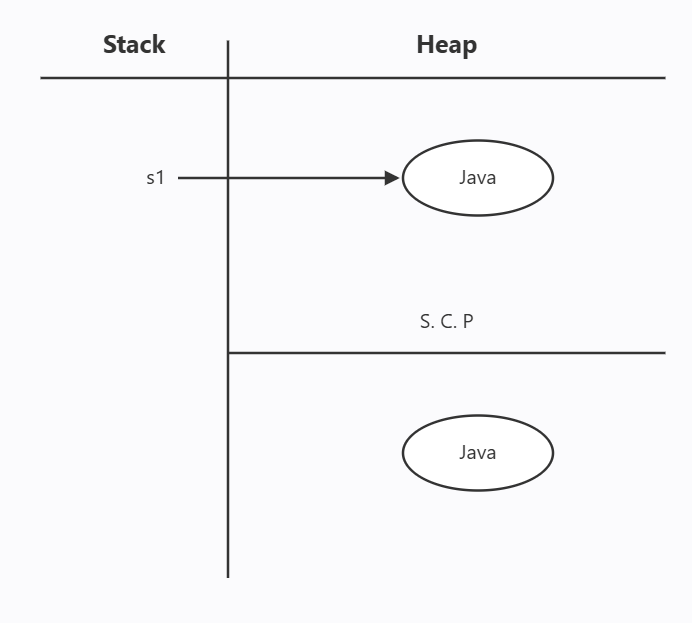 Stack
Heap
s1
Java
S. C. P
Java